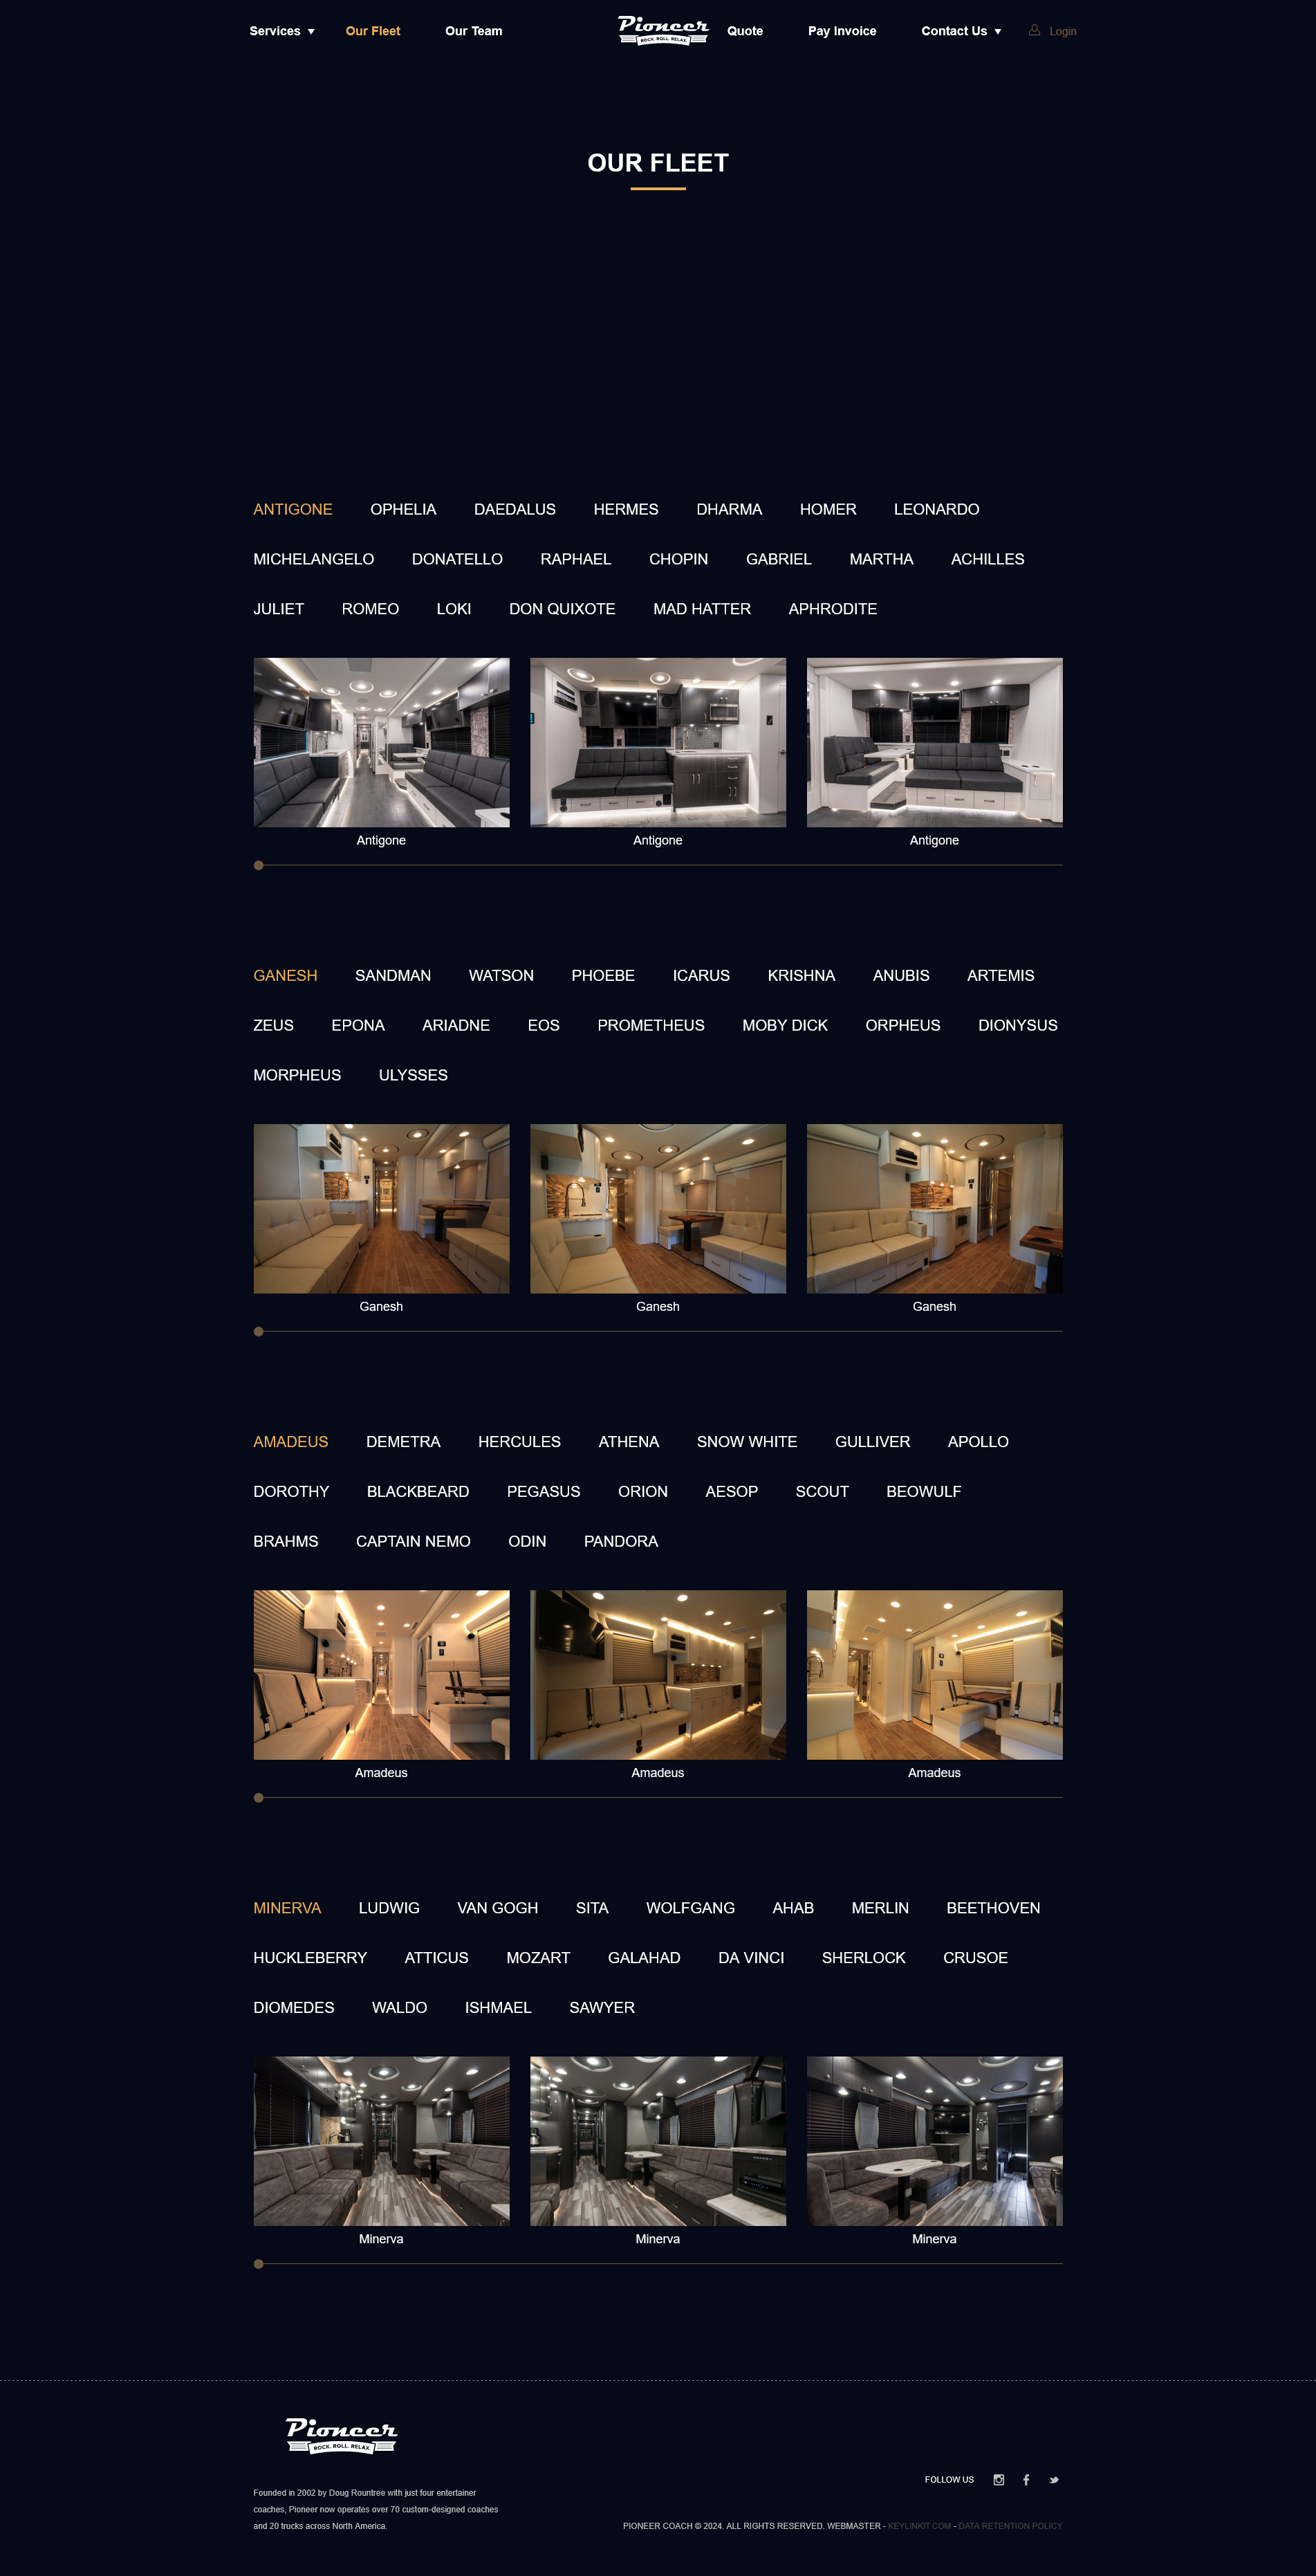 Services Our Fleet Our Team Pioneer Quote Pay Invoice Contact Us Login
ROCK. ROLL. RELAX.
OUR FLEET
ANTIGONE OPHELIA DAEDALUS HERMES DHARMA HOMER LEONARDO
MICHELANGELO DONATELLO RAPHAEL CHOPIN GABRIEL MARTHA ACHILLES
JULIET ROMEO LOKI DON QUIXOTE MAD HATTER APHRODITE
Antigone Antigone Antigone
GANESH SANDMAN WATSON PHOEBE ICARUS KRISHNA ANUBIS ARTEMIS
ZEUS EPONA ARIADNE EOS PROMETHEUS MOBY DICK ORPHEUS DIONYSUS
MORPHEUS ULYSSES
Ganesh Ganesh Ganesh
AMADEUS DEMETRA HERCULES ATHENA SNOW WHITE GULLIVER APOLLO
DOROTHY BLACKBEARD PEGASUS ORION AESOP SCOUT BEOWULF
BRAHMS CAPTAIN NEMO ODIN PANDORA
Amadeus Amadeus Amadeus
MINERVA LUDWIG VAN GOGH SITA WOLFGANG AHAB MERLIN BEETHOVEN
HUCKLEBERRY ATTICUS MOZART GALAHAD DA VINCI SHERLOCK CRUSOE
DIOMEDES WALDO ISHMAEL SAWYER
Minerva Minerva Minerva
Pioneer
ROCK. ROLL. RELAX.
Founded in 2002 by Doug Rountree with just four entertainer
coaches, Pioneer now operates over 70 custom-designed coaches
and 20 trucks across North America.
FOLLOW US
PIONEER COACH © 2024. ALL RIGHTS RESERVED. WEBMASTER - KEYLINKIT.COM - DATA RETENTION POLICY